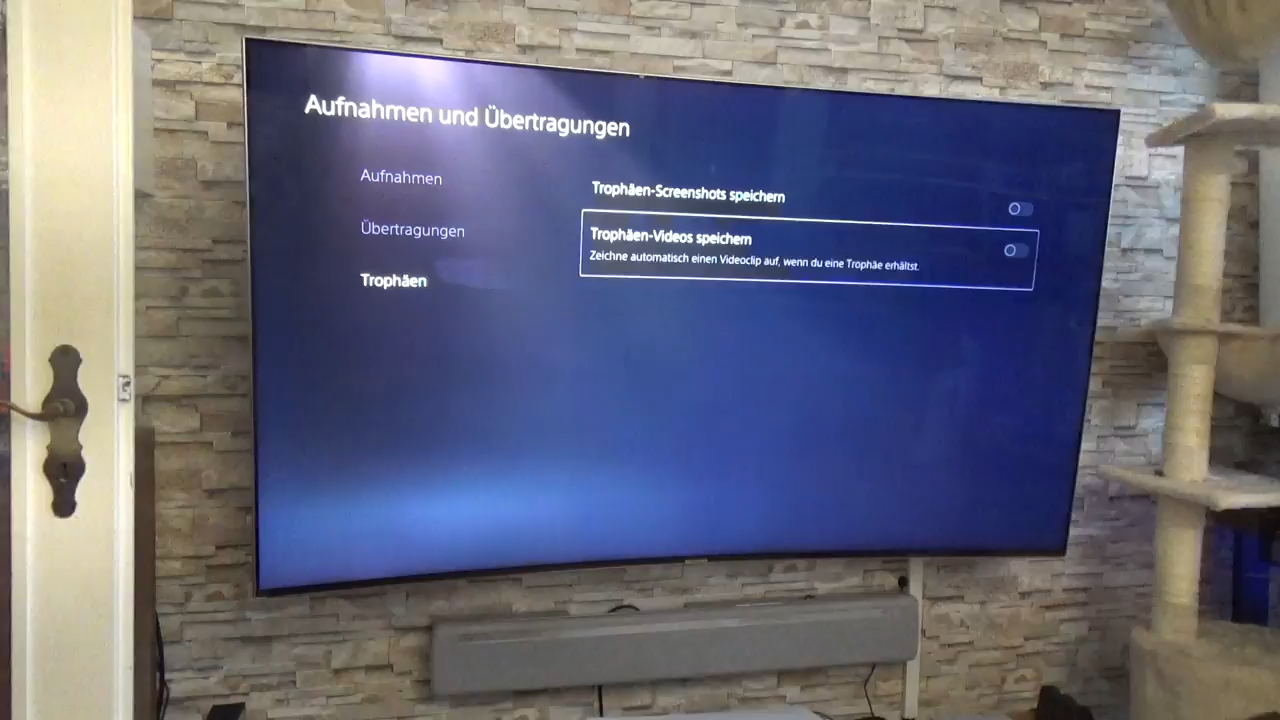 Aufnahmen und Übertragungen
Aufnahmen
Übertragungen
Trophäen
Trophäen-Screenshots speichern
Trophäen-Videos speichern
Zeichne automatisch einen Videoclip auf, wenn du eine Trophäe erhältst.